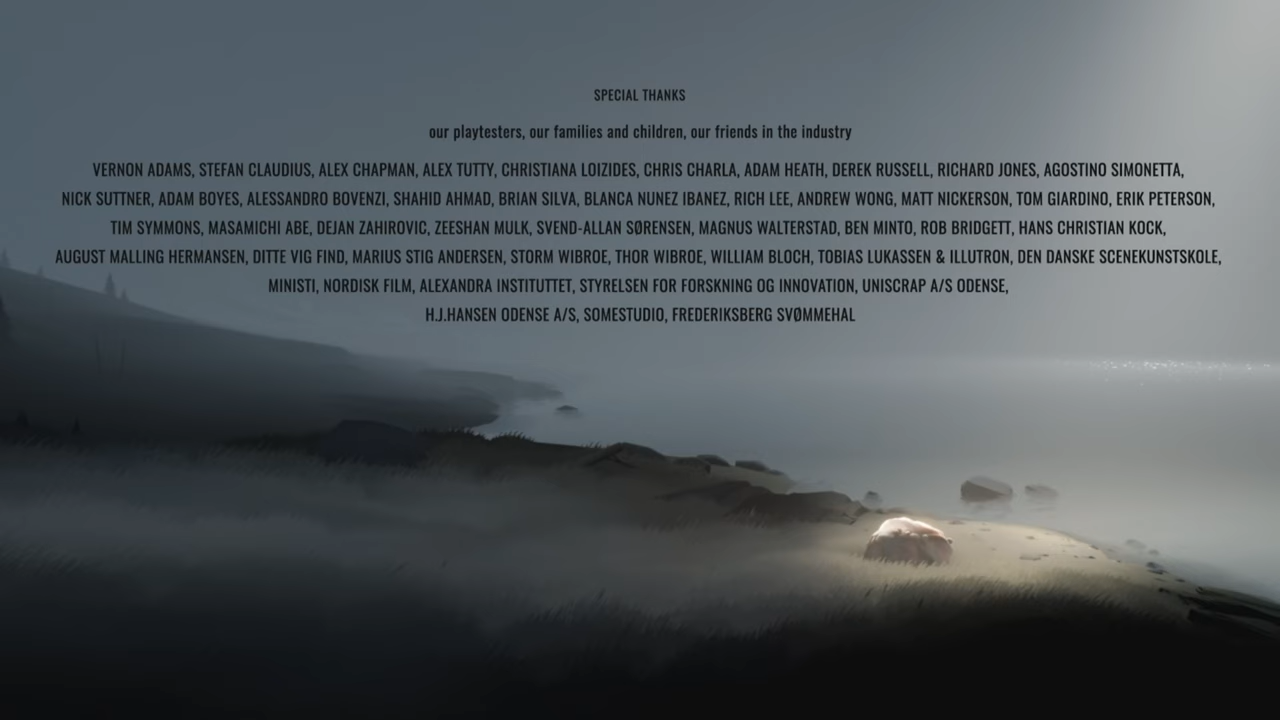 SPECIAL THANKS
our playtesters, our families and children, our friends in the industry
VERNON ADAMS, STEFAN CLAUDIUS, ALEX CHAPMAN, ALEX TUTTY, CHRISTIANA LOIZIDES, CHRIS CHARLA, ADAM HEATH, DEREK RUSSELL, RICHARD JONES, AGOSTINO SIMONETTA,
NICK SUTTNER, ADAM BOYES, ALESSANDRO BOVENZI, SHAHID AHMAD, BRIAN SILVA, BLANCA NUNEZ IBANEZ, RICH LEE, ANDREW WONG, MATT NICKERSON, TOM GIARDINO, ERIK PETERSON,
TIM SYMMONS, MASAMICHI ABE, DEJAN ZAHIROVIC, ZEESHAN MULK, SVEND-ALLAN SØRENSEN, MAGNUS WALTERSTAD, BEN MINTO, ROB BRIDGETT, HANS CHRISTIAN KOCK,
AUGUST MALLING HERMANSEN, DITTE VIG FIND, MARIUS STIG ANDERSEN, STORM WIBROE, THOR WIBROE, WILLIAM BLOCH, TOBIAS LUKASSEN & ILLUTRON, DEN DANSKE SCENEKUNSTSKOLE,
MINISTI, NORDISK FILM, ALEXANDRA INSTITUTTET, STYRELSEN FOR FORSKNING OG INNOVATION, UNISCRAP A/S ODENSE,
H.J.HANSEN ODENSE A/S, SOMESTUDIO, FREDERIKSBERG SVØMMEHAL